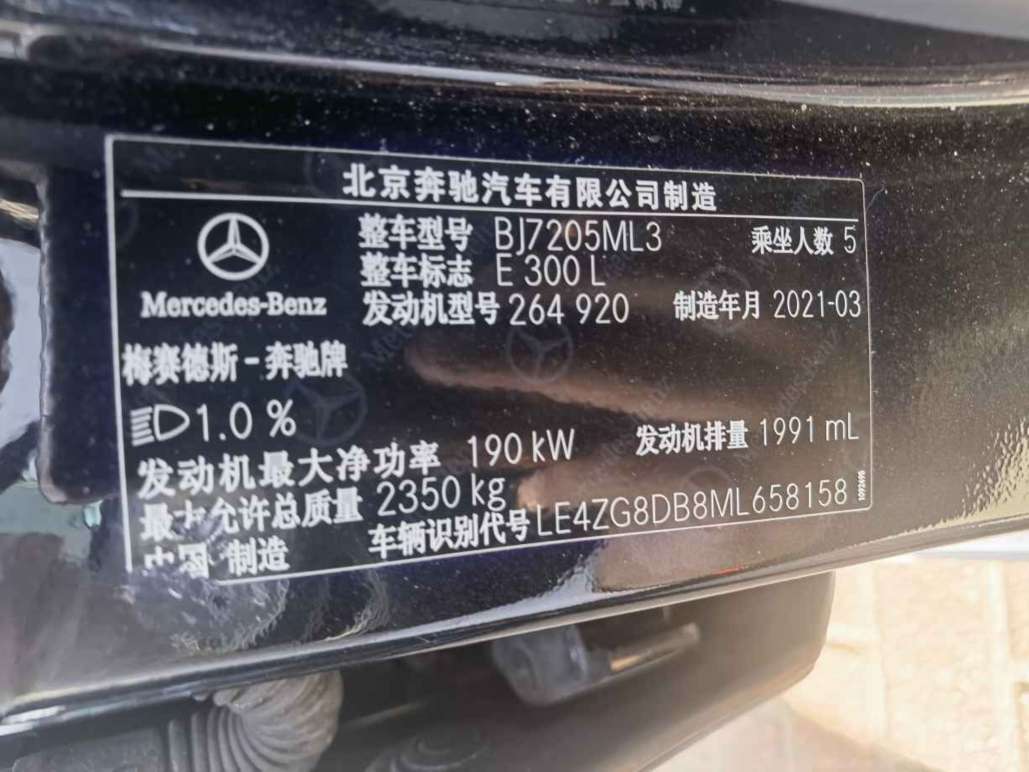 北京奔驰汽车有限公司制造
整车型号 BJ7205ML3 乘坐人数 5
整车标志 E 300 L
Mercedes-Benz
发动机型号 264 920 制造年月 2021-03
梅赛德斯-奔驰牌
1.0 %
发动机最大净功率 190 kW 发动机排量 1991 mL
最大允许总质量 2350 kg
中国 制造 车辆识别代号 LE4ZG8DB8ML658158